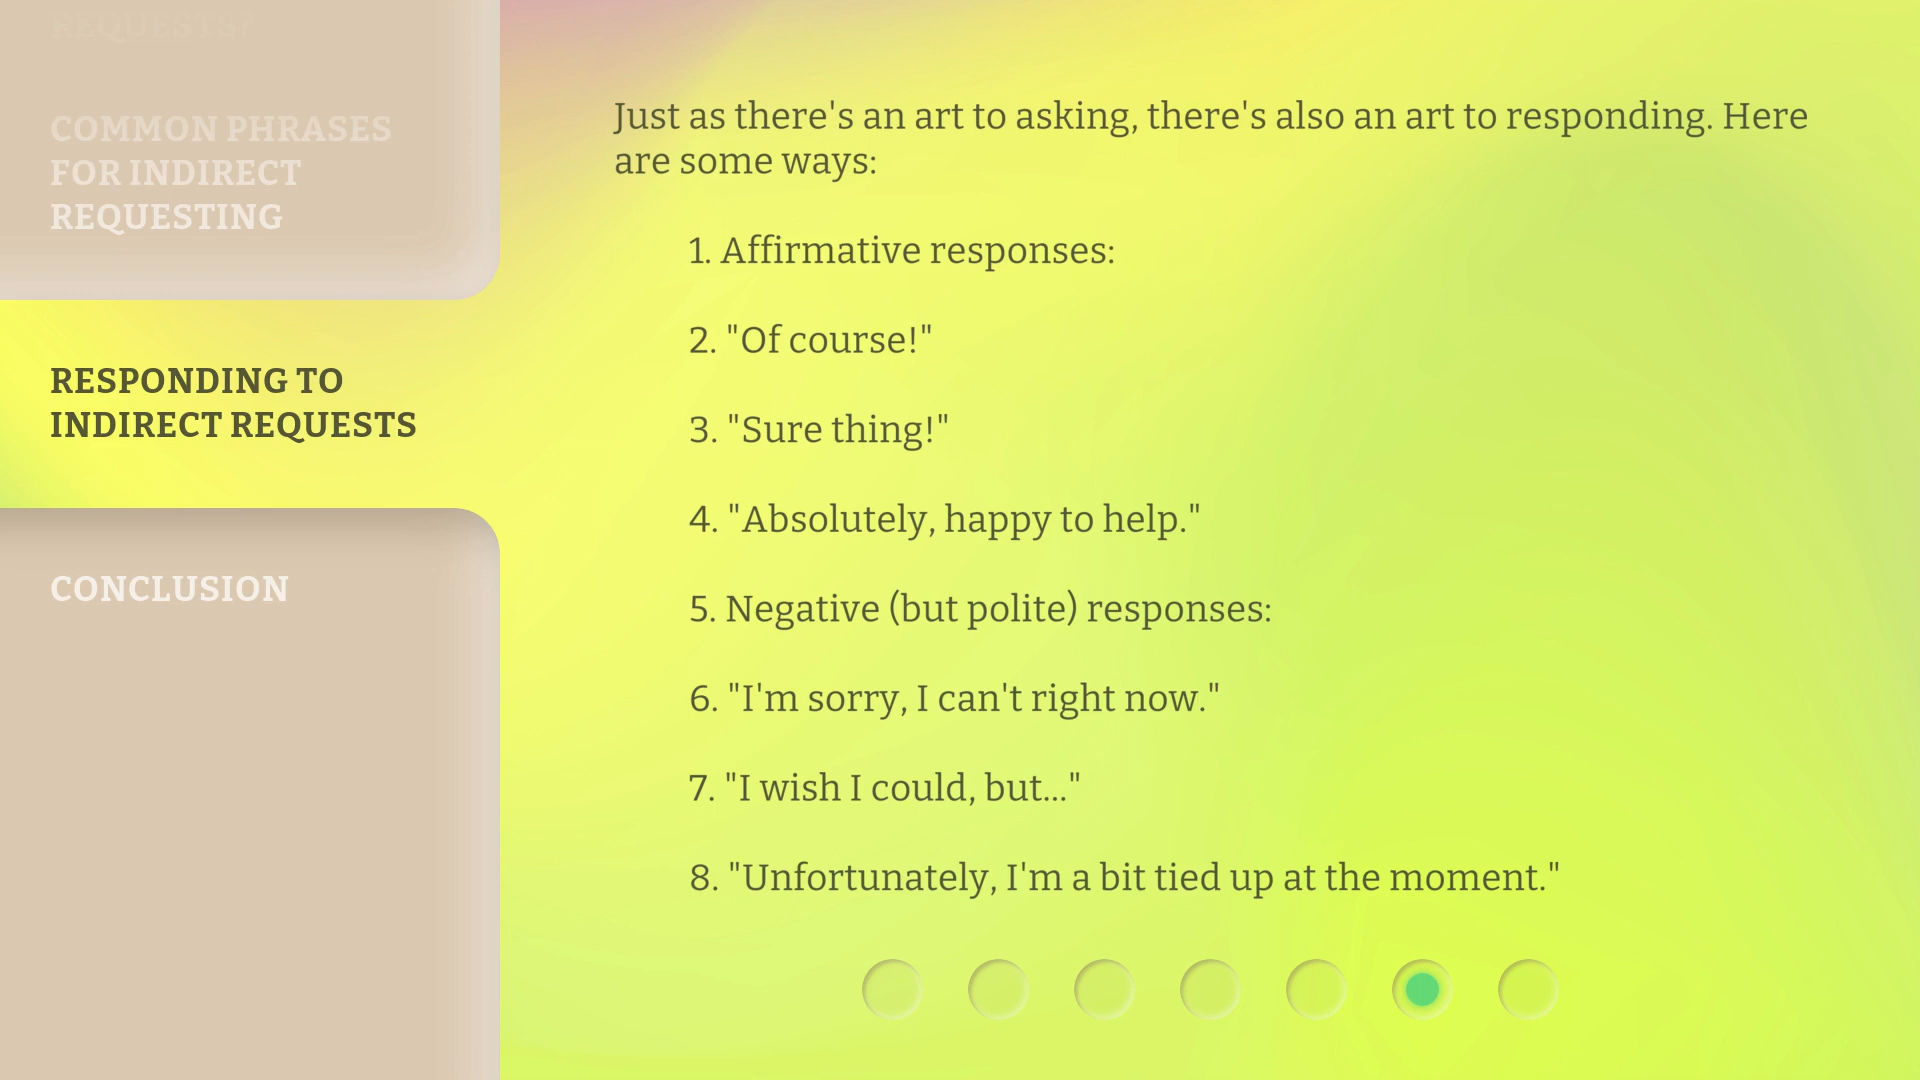 REQUESTS?
COMMON PHRASES
FOR INDIRECT
REQUESTING
RESPONDING TO
INDIRECT REQUESTS
CONCLUSION
Just as there's an art to asking, there's also an art to responding. Here
are some ways:
1. Affirmative responses:
2. "Of course!"
3. "Sure thing!"
4. "Absolutely, happy to help."
5. Negative (but polite) responses:
6. "I'm sorry, I can't right now."
7. "I wish I could, but..."
8. "Unfortunately, I'm a bit tied up at the moment."